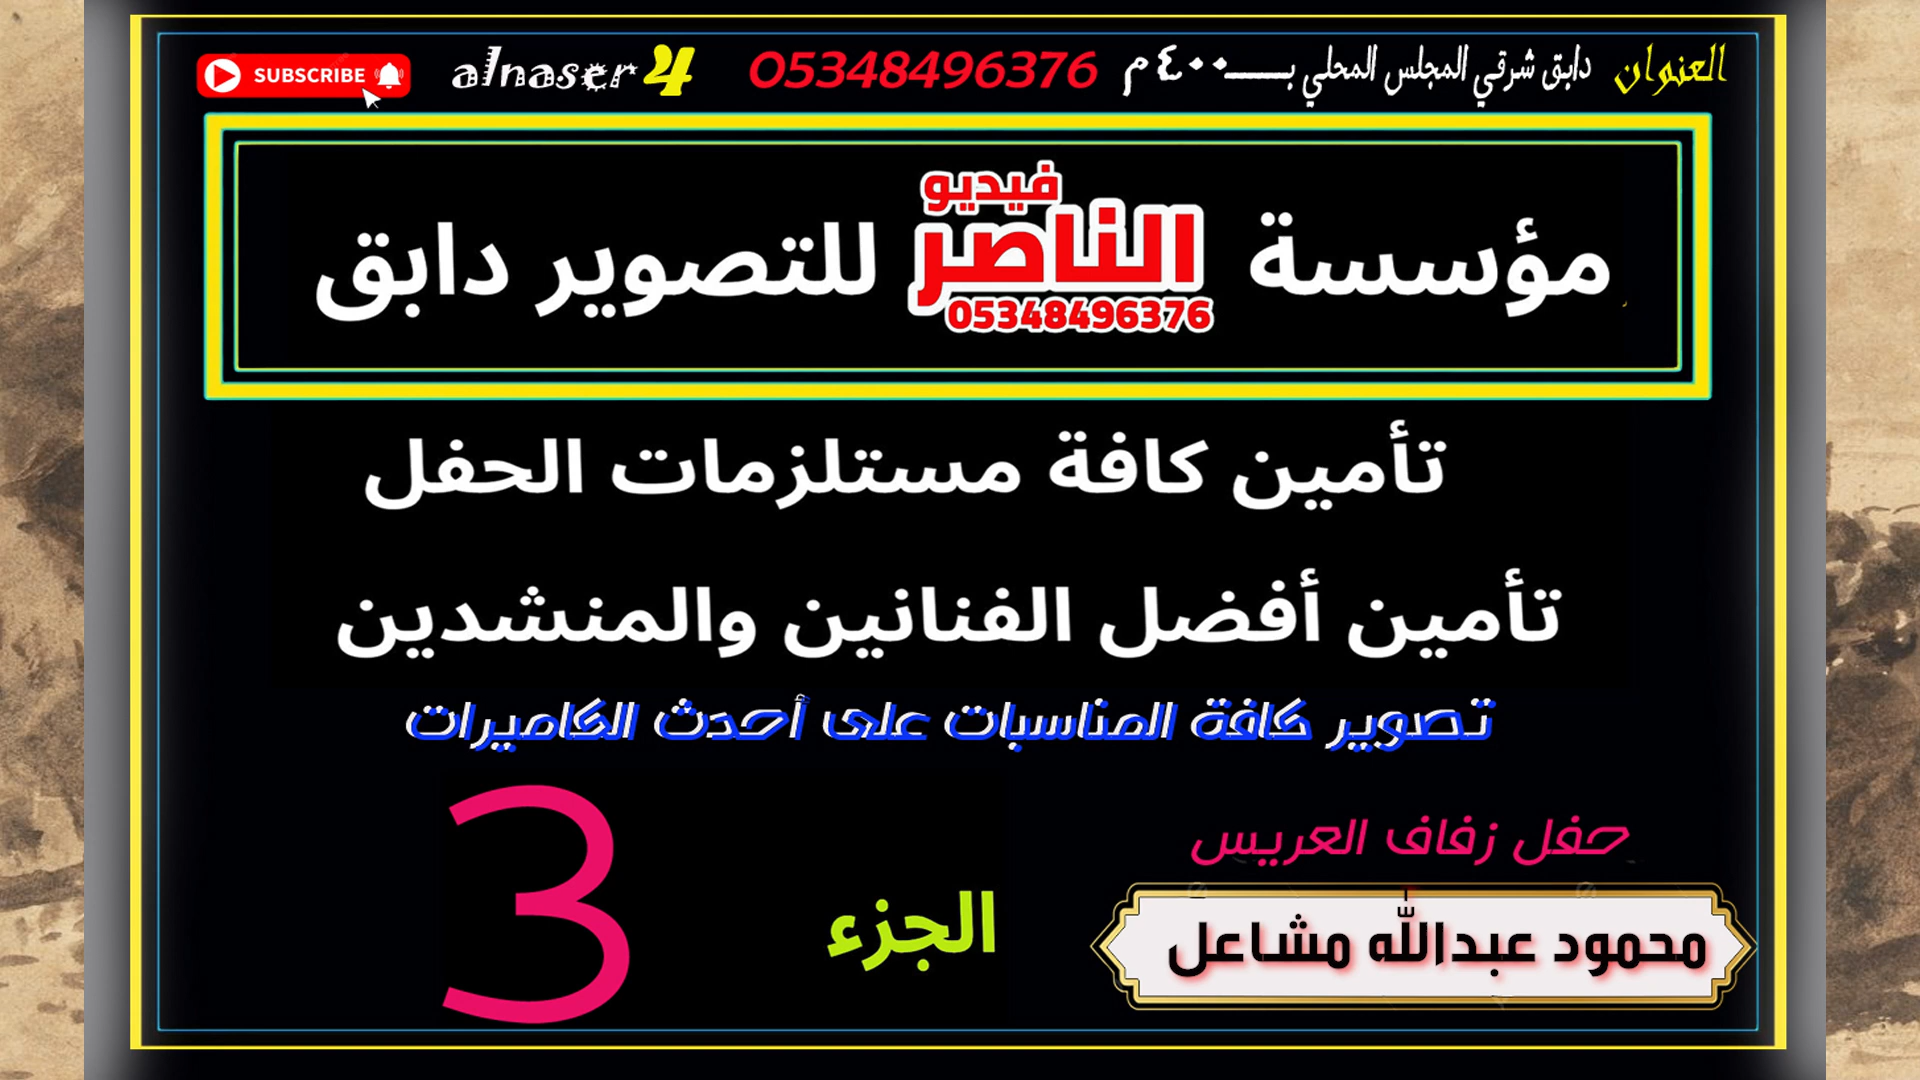 العنوان دابق شرقي المجلس المحلي بـــ٤٠٠م 05348496376 alnaser4 SUBSCRIBE
فيديو
مؤسسة الناصر للتصوير دابق
05348496376
تأمين كافة مستلزمات الحفل
تأمين أفضل الفنانين والمنشدين
تصوير كافة المناسبات على أحدث الكاميرات
حفل زفاف العريس
محمود عبدالله مشاعل
الجزء 3